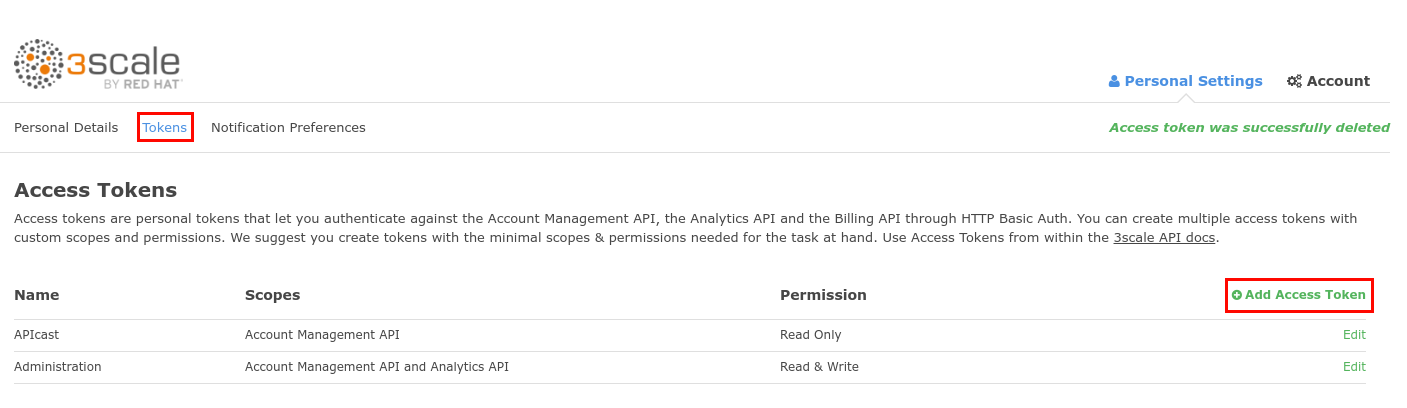 3scale
BY RED HAT
Personal Settings Account
Personal Details Tokens Notification Preferences Access token was successfully deleted
Access Tokens
Access tokens are personal tokens that let you authenticate against the Account Management API, the Analytics API and the Billing API through HTTP Basic Auth. You can create multiple access tokens with
custom scopes and permissions. We suggest you create tokens with the minimal scopes & permissions needed for the task at hand. Use Access Tokens from within the 3scale API docs.
Name Scopes Permission Add Access Token
APIcast Account Management API Read Only Edit
Administration Account Management API and Analytics API Read & Write Edit